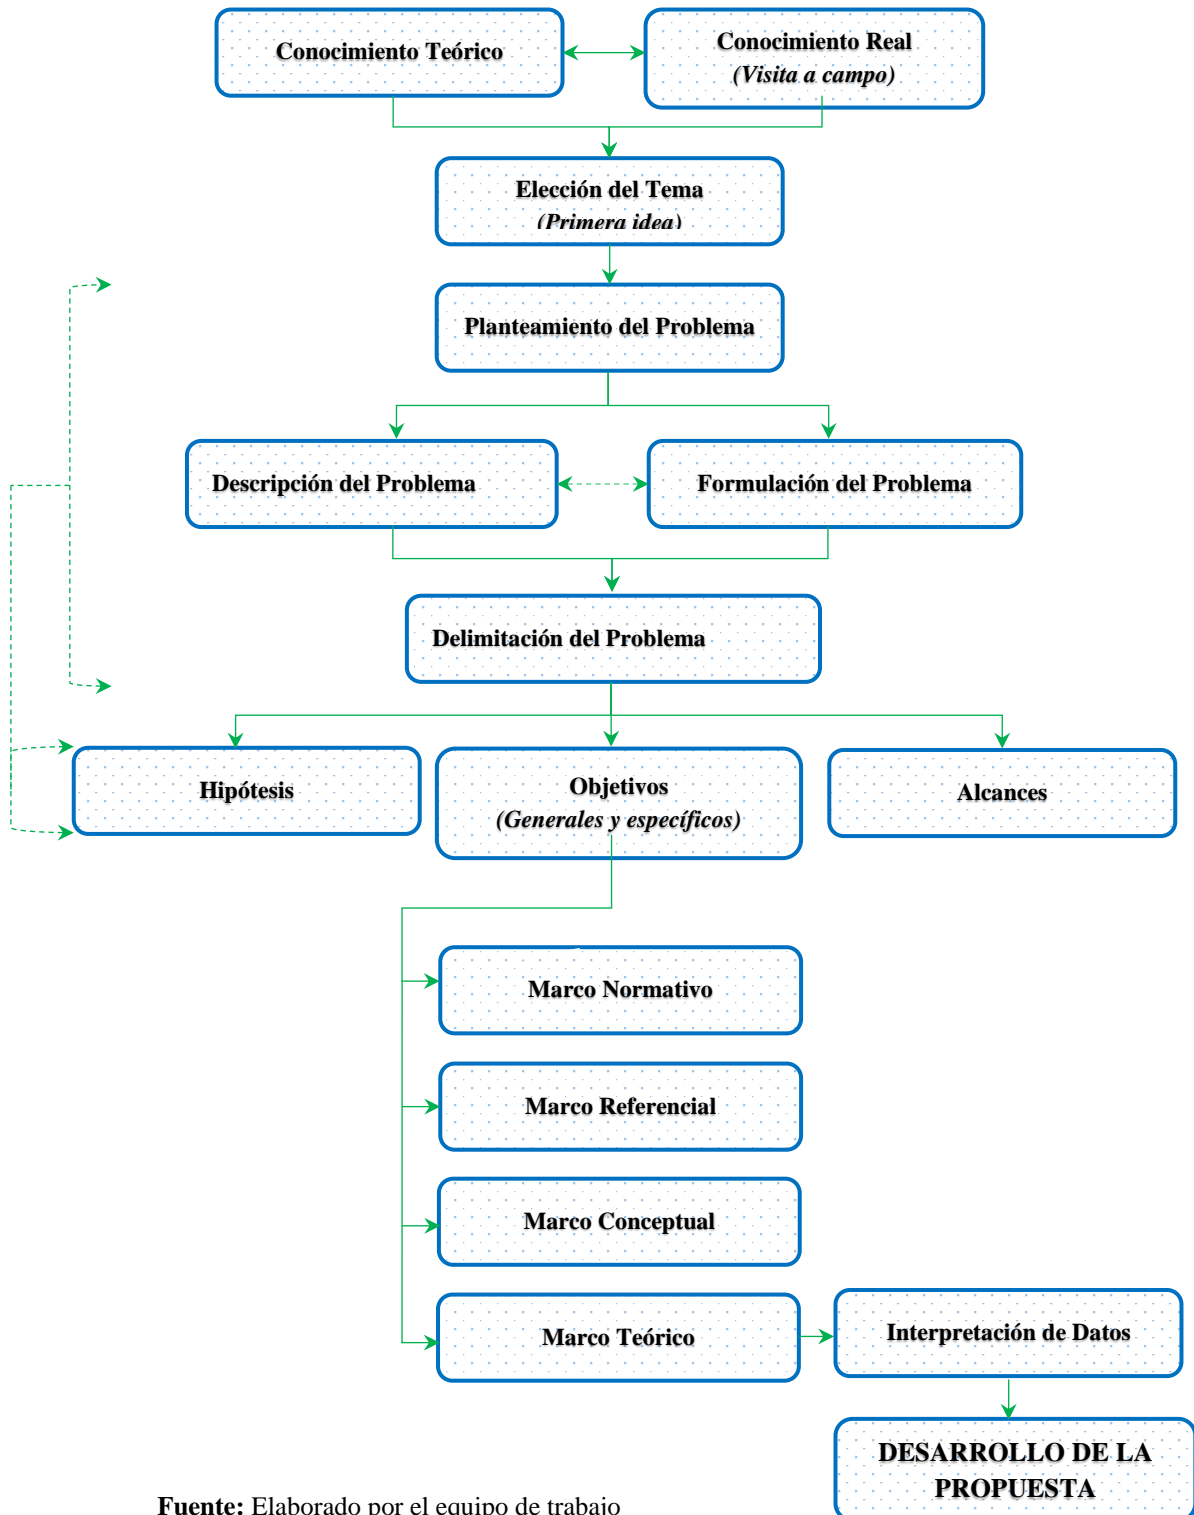 Conocimiento Teórico
Conocimiento Real
(Visita a campo)
Elección del Tema
(Primera idea)
Planteamiento del Problema
Descripción del Problema
Formulación del Problema
Delimitación del Problema
Hipótesis
Objetivos
(Generales y específicos)
Alcances
Marco Normativo
Marco Referencial
Marco Conceptual
Marco Teórico
Interpretación de Datos
DESARROLLO DE LA
PROPUESTA
Fuente: Elaborado por el equipo de trabajo